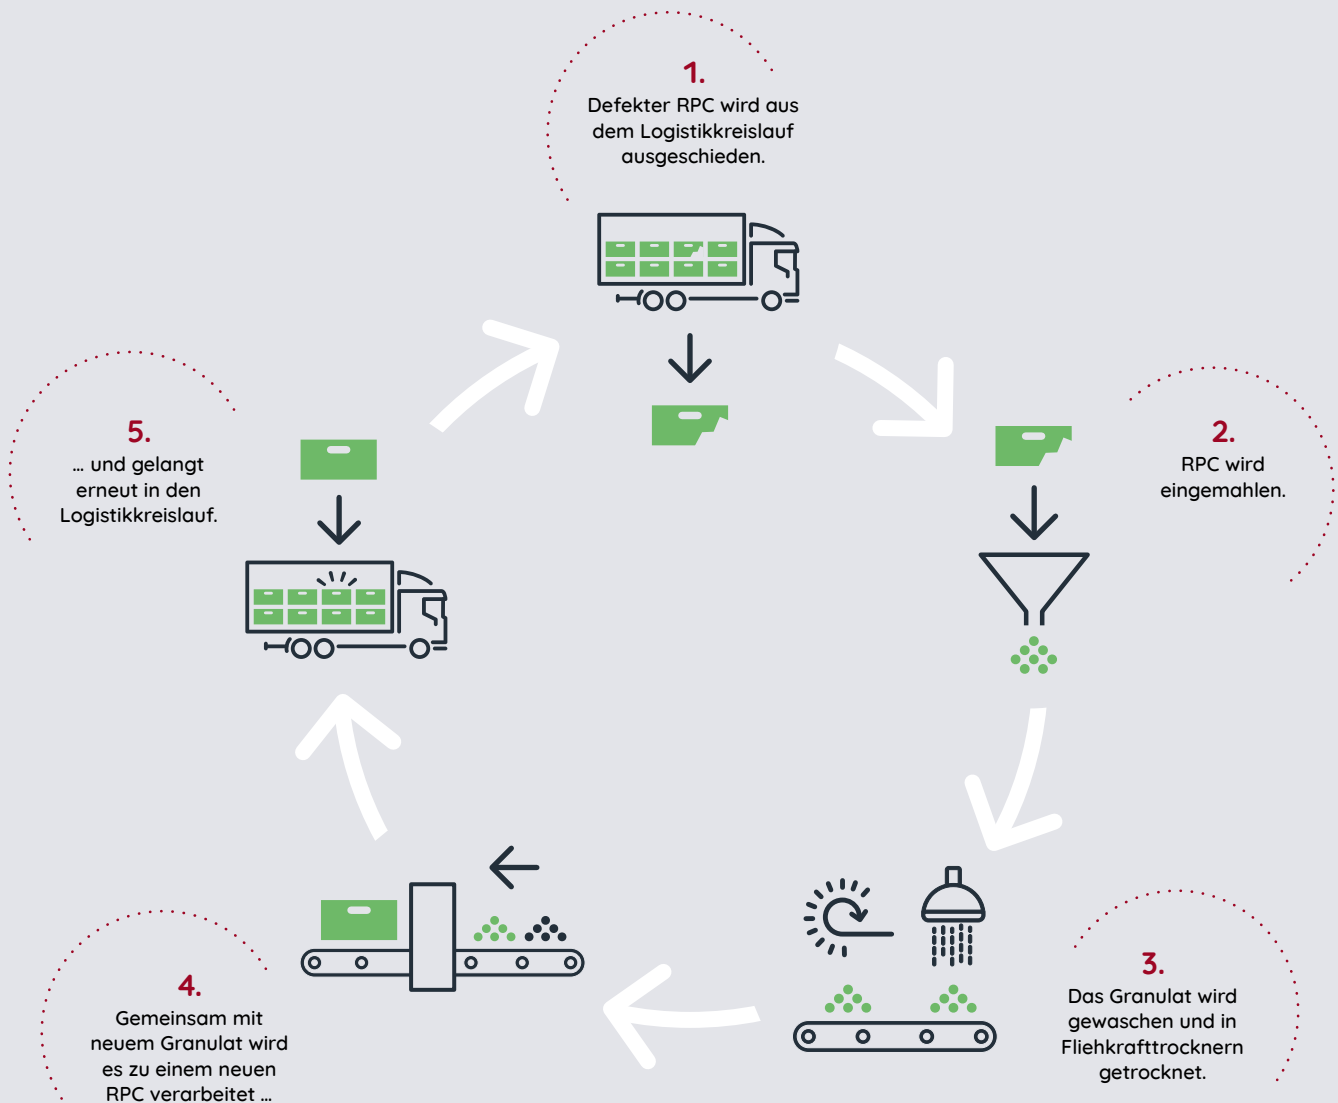 1.
Defekter RPC wird aus
dem Logistikkreislauf
ausgeschieden.
2.
RPC wird
eingemahlen.
3.
Das Granulat wird
gewaschen und in
Fliehkrafttrocknern
getrocknet.
4.
Gemeinsam mit
neuem Granulat wird
es zu einem neuen
RPC verarbeitet ...
5.
... und gelangt
erneut in den
Logistikkreislauf.